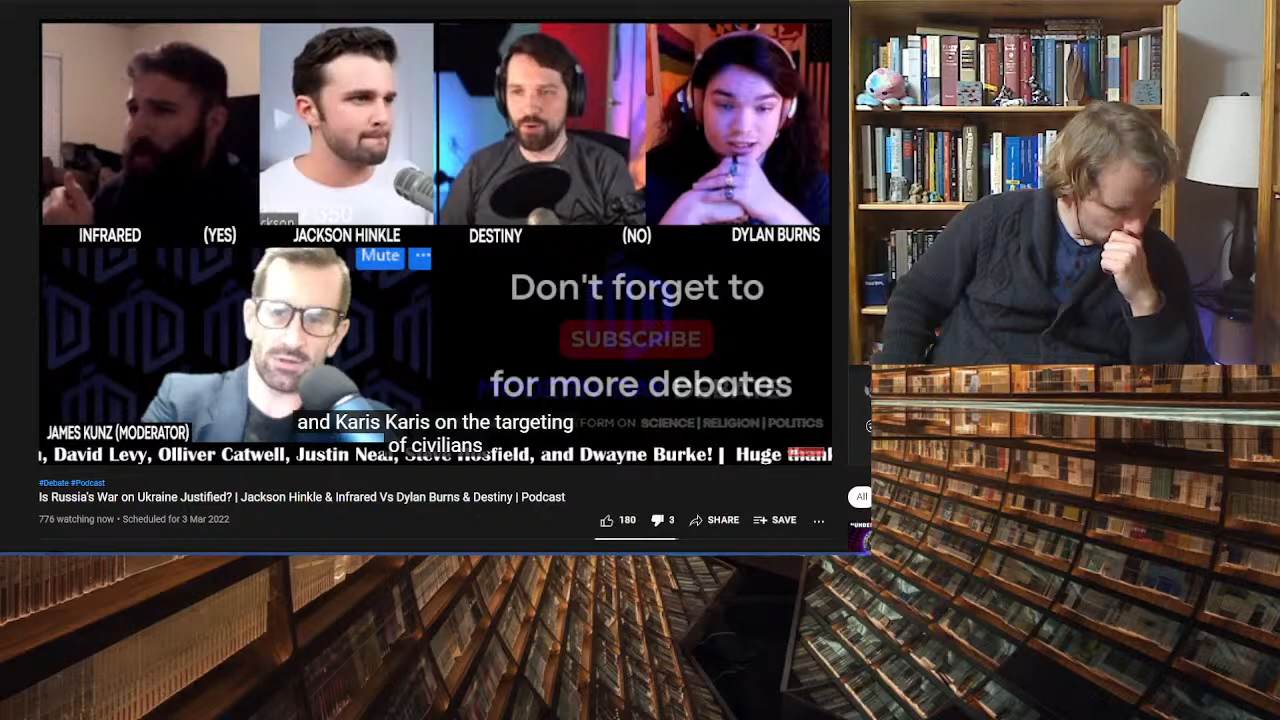 INFRARED (YES) JACKSON HINKLE DESTINY (NO) DYLAN BURNS
Mute ...
Don't forget to
SUBSCRIBE
for more debates
SCIENCE | RELIGION | POLITICS
JAMES KUNZ (MODERATOR)
and Karis Karis on the targeting
of civilians
, David Levy, Olliver Catwell, Justin Neal, Steve Hosfield, and Dwayne Burke! | Huge
#Debate #Podcast
Is Russia's War on Ukraine Justified? | Jackson Hinkle & Infrared Vs Dylan Burns & Destiny | Podcast
776 watching now • Scheduled for 3 Mar 2022
180 3 SHARE SAVE ...
All